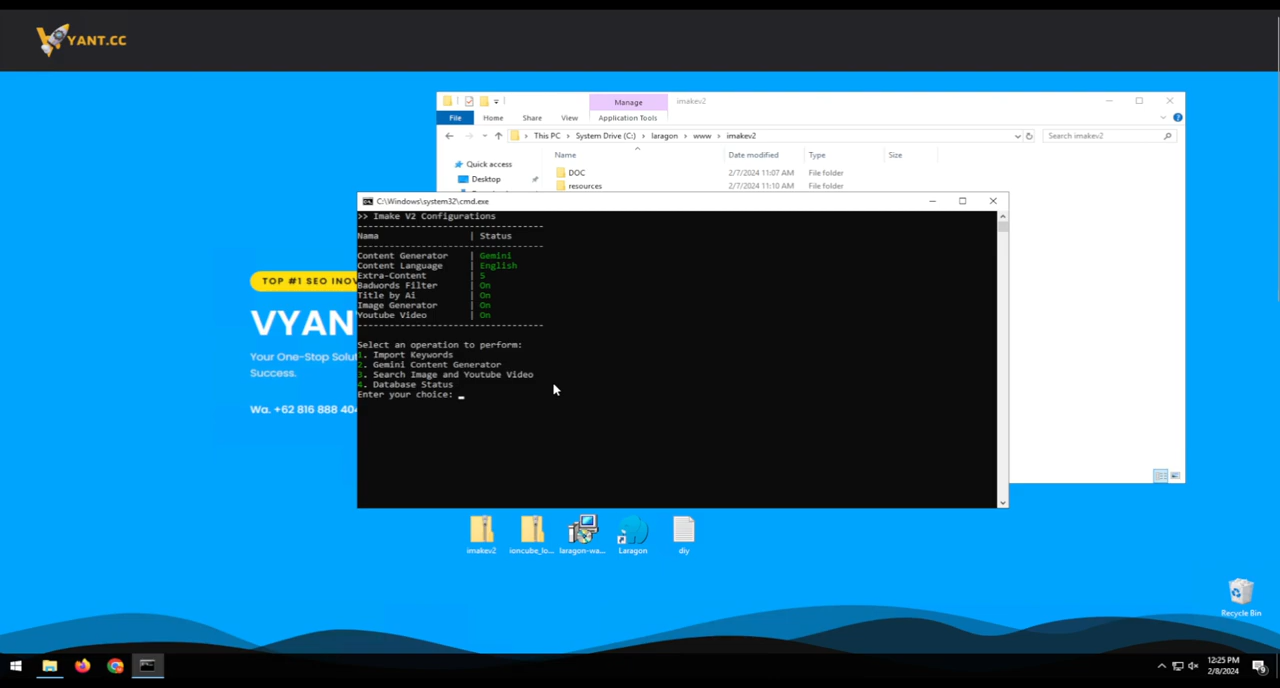 YANT.CC
Manage
imakev2
File
Home
Share
View
Application Tools
This PC
System Drive (C:)
laragon
www
imakev2
Search imakev2
Name
Date modified
Type
Size
Quick access
Desktop
DOC
2/7/2024 11:07 AM
File folder
resources
2/7/2024 11:10 AM
File folder
C:\Windows\system32\cmd.exe
>> Imake V2 Configurations
Nama | Status
Content Generator | Gemini
Content Language | English
Extra-Content | 5
Badwords Filter | On
Title by Ai | On
Image Generator | On
Youtube Video | On
Select an operation to perform:
1. Import Keywords
2. Gemini Content Generator
3. Search Image and Youtube Video
4. Database Status
Enter your choice:
TOP #1 SEO INOV
VYAN
Your One-Stop Solu
Success.
Wa. +62 816 888 404
imakev2
ioncube_lo...
laragon-wa...
Laragon
diy
Recycle Bin
12:25 PM
2/8/2024